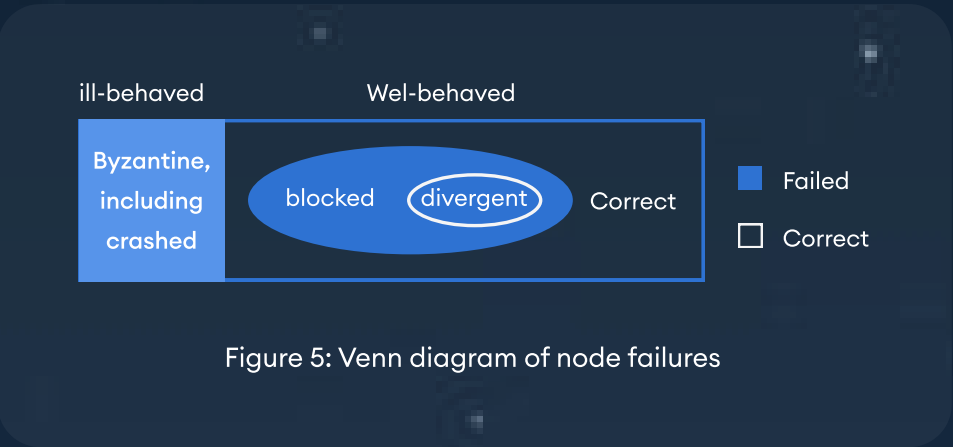 ill-behaved
Wel-behaved
Byzantine,
including
crashed
blocked
divergent
Correct
Failed
Correct
Figure 5: Venn diagram of node failures